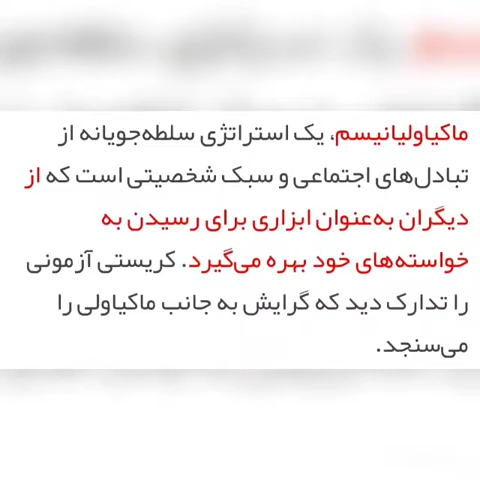 ماکیاولیانیسم، یک استراتژی سلطه‌جویانه از
تبادل‌های اجتماعی و سبک شخصیتی است که از
دیگران به‌عنوان ابزاری برای رسیدن به
خواسته‌های خود بهره می‌گیرد. کریستی آزمونی
را تدارک دید که گرایش به جانب ماکیاولی را
می‌سنجد.